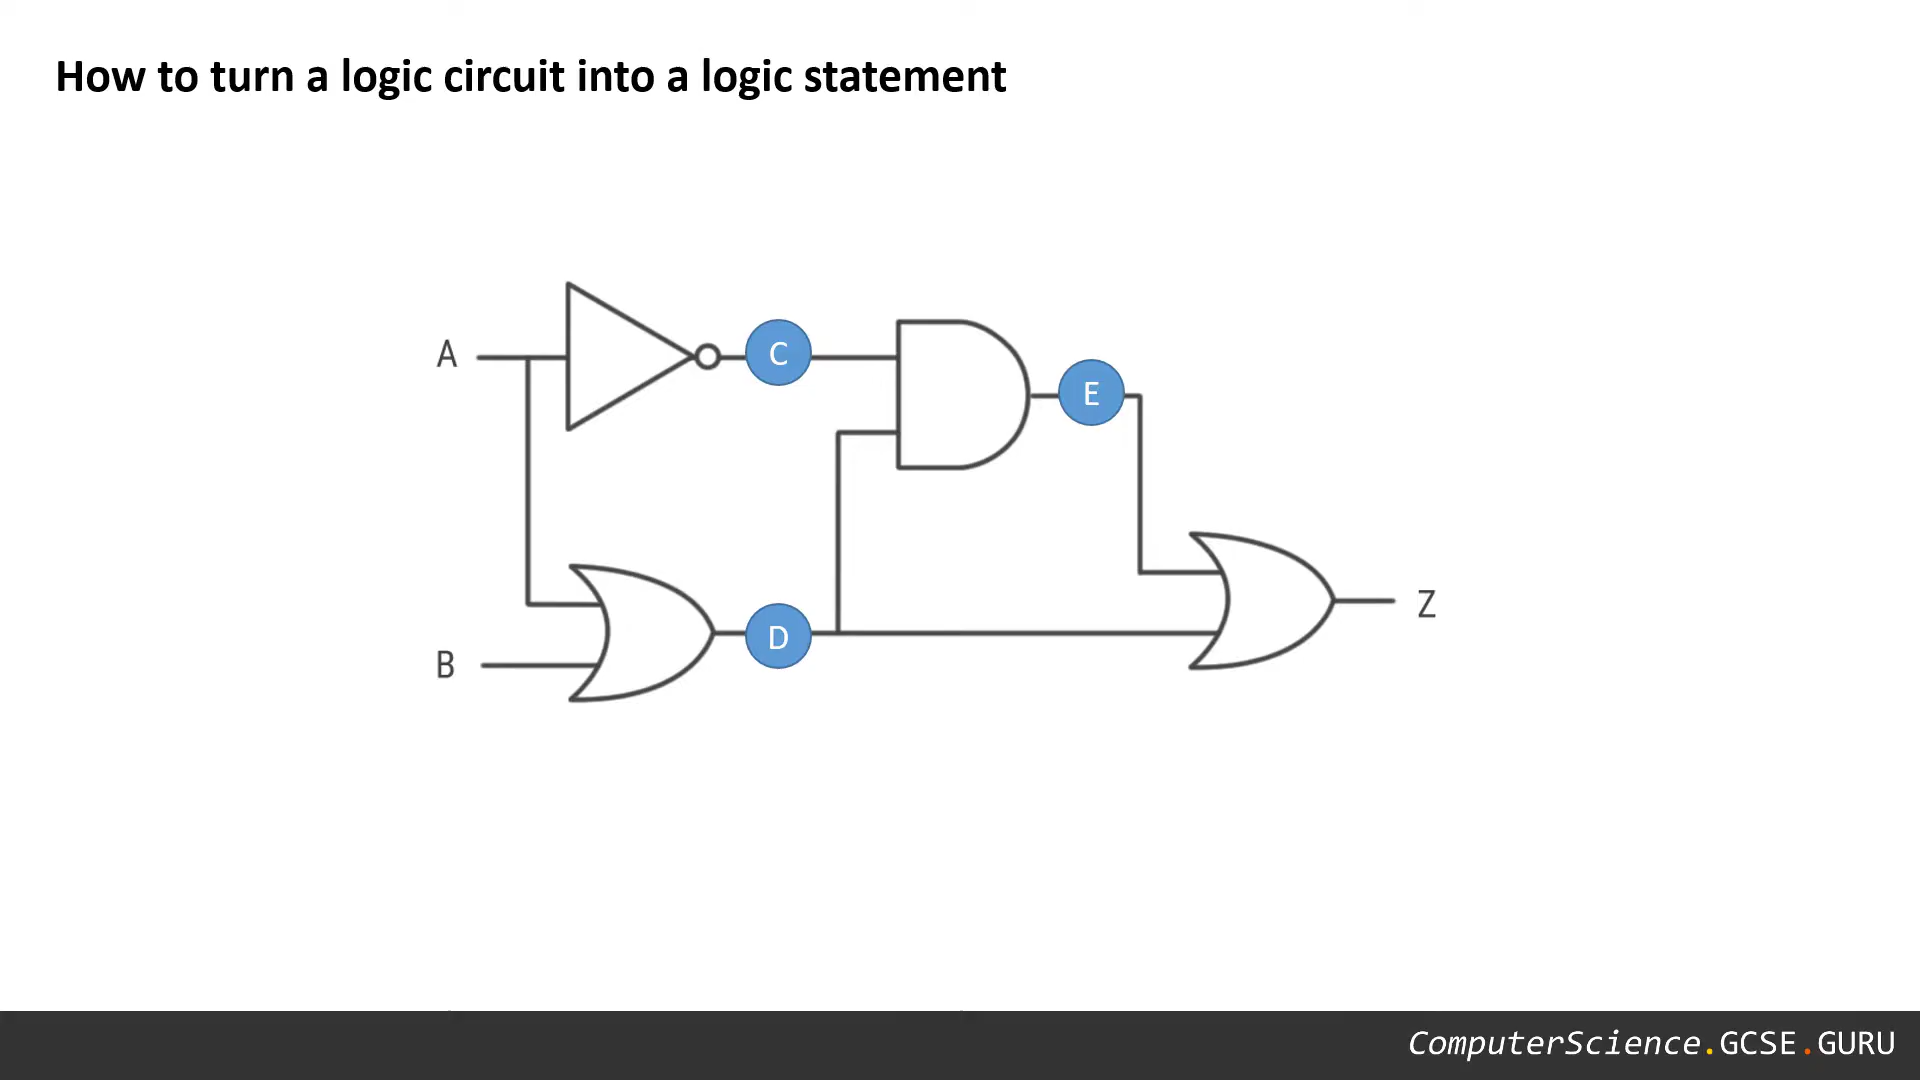 How to turn a logic circuit into a logic statement
A
C
E
B
D
Z
ComputerScience.GCSE.GURU